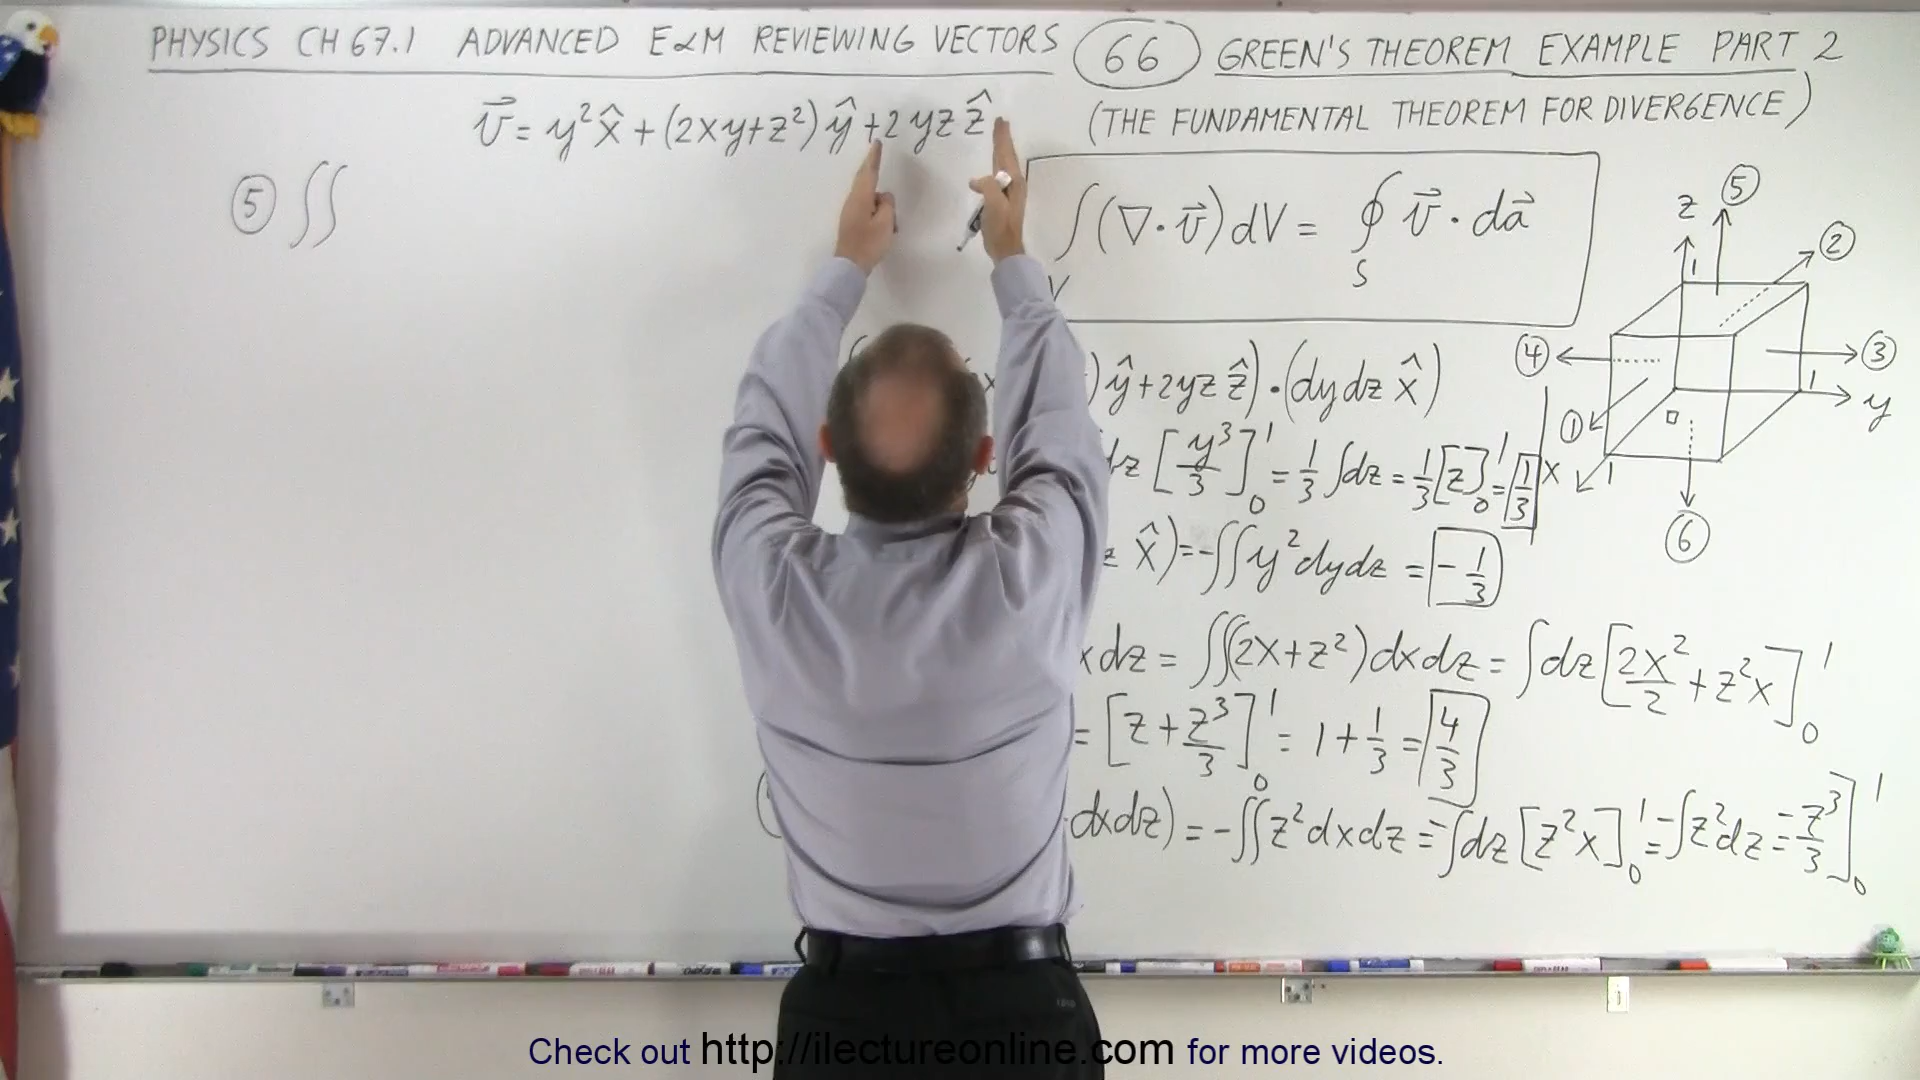 PHYSICS CH 67.1 ADVANCED E&M REVIEWING VECTORS 66 GREEN'S THEOREM EXAMPLE PART 2
(THE FUNDAMENTAL THEOREM FOR DIVERGENCE)
v⃗ = y²x̂ + (2xy+z²)ŷ + 2yzẑ
⑤ ∬
∫(∇·v⃗)dV = ∮ v⃗·da⃗
V S
z ⑤ ② 1 ④ ③ 1 y ① 1 x ⑥
)ŷ+2yzẑ)·(dydz x̂)
dz [y³/3]₀¹ = 1/3 ∫dz = 1/3 [z]₀¹ = 1/3
z x̂) = -∬y²dydz = -1/3
xdz = ∬(2x+z²)dxdz = ∫dz[2x²/2 + z²x]₀¹
= [z + z³/3]₀¹ = 1 + 1/3 = 4/3
dxdz) = -∬z²dxdz = -∫dz[z²x]₀¹ = -∫z²dz = -z³/3]₀¹
Check out http://ilectureonline.com for more videos.